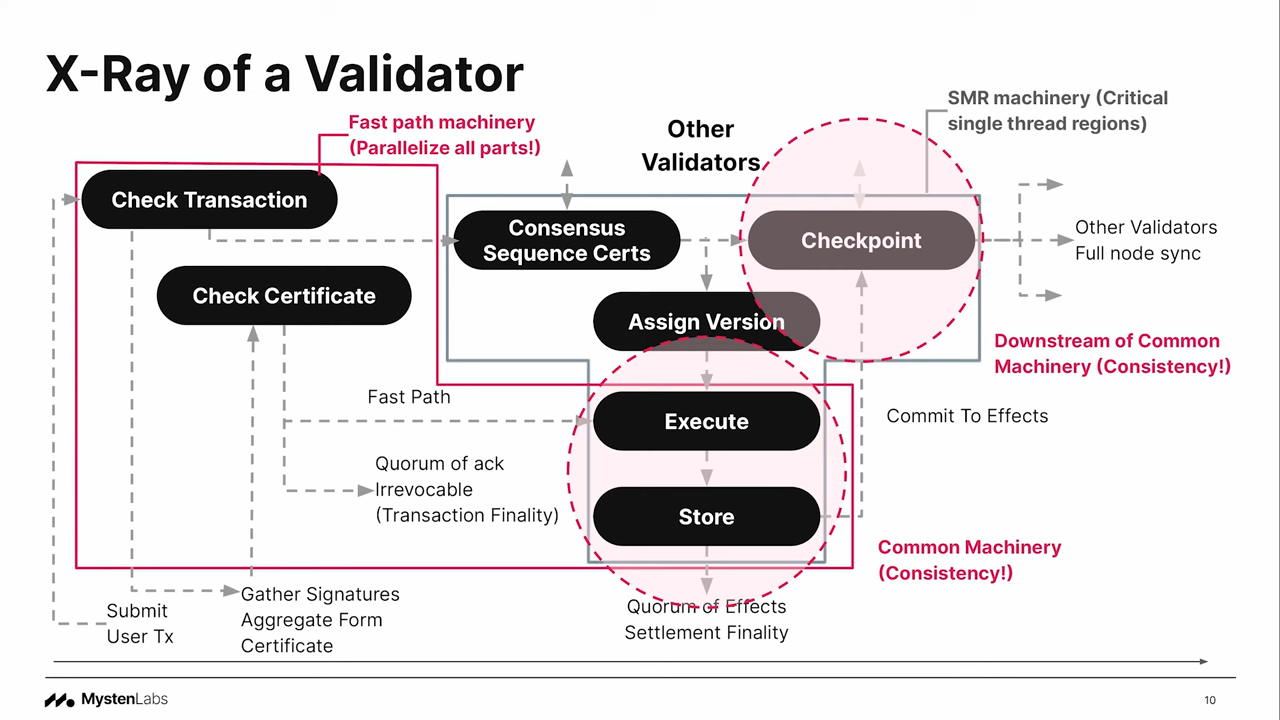 X-Ray of a Validator
SMR machinery (Critical
single thread regions)
Fast path machinery
(Parallelize all parts!)
Other
Validators
Check Transaction
Consensus
Sequence Certs
Checkpoint
Other Validators
Full node sync
Check Certificate
Assign Version
Downstream of Common
Machinery (Consistency!)
Fast Path
Execute
Commit To Effects
Quorum of ack
Irrevocable
(Transaction Finality)
Store
Common Machinery
(Consistency!)
Submit
User Tx
Gather Signatures
Aggregate Form
Certificate
Quorum of Effects
Settlement Finality
MystenLabs
10